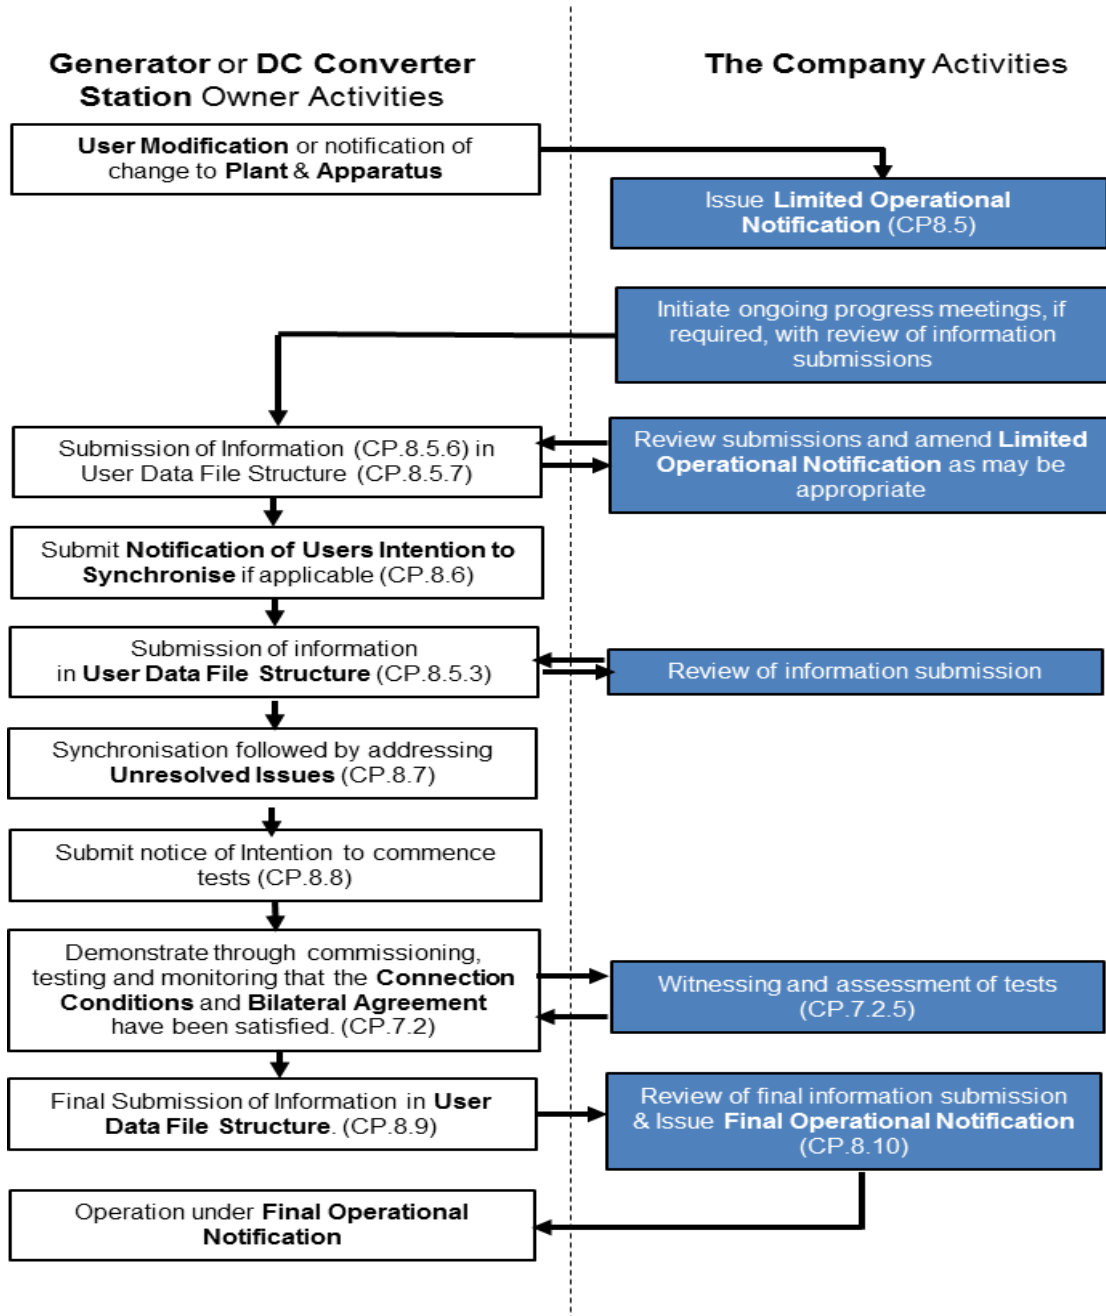 Generator or DC Converter
Station Owner Activities
The Company Activities
User Modification or notification of
change to Plant & Apparatus
Issue Limited Operational
Notification (CP8.5)
Initiate ongoing progress meetings, if
required, with review of information
submissions
Submission of Information (CP.8.5.6) in
User Data File Structure (CP.8.5.7)
Review submissions and amend Limited
Operational Notification as may be
appropriate
Submit Notification of Users Intention to
Synchronise if applicable (CP.8.6)
Submission of information
in User Data File Structure (CP.8.5.3)
Review of information submission
Synchronisation followed by addressing
Unresolved Issues (CP.8.7)
Submit notice of Intention to commence
tests (CP.8.8)
Demonstrate through commissioning,
testing and monitoring that the Connection
Conditions and Bilateral Agreement
have been satisfied. (CP.7.2)
Witnessing and assessment of tests
(CP.7.2.5)
Final Submission of Information in User
Data File Structure. (CP.8.9)
Review of final information submission
& Issue Final Operational Notification
(CP.8.10)
Operation under Final Operational
Notification